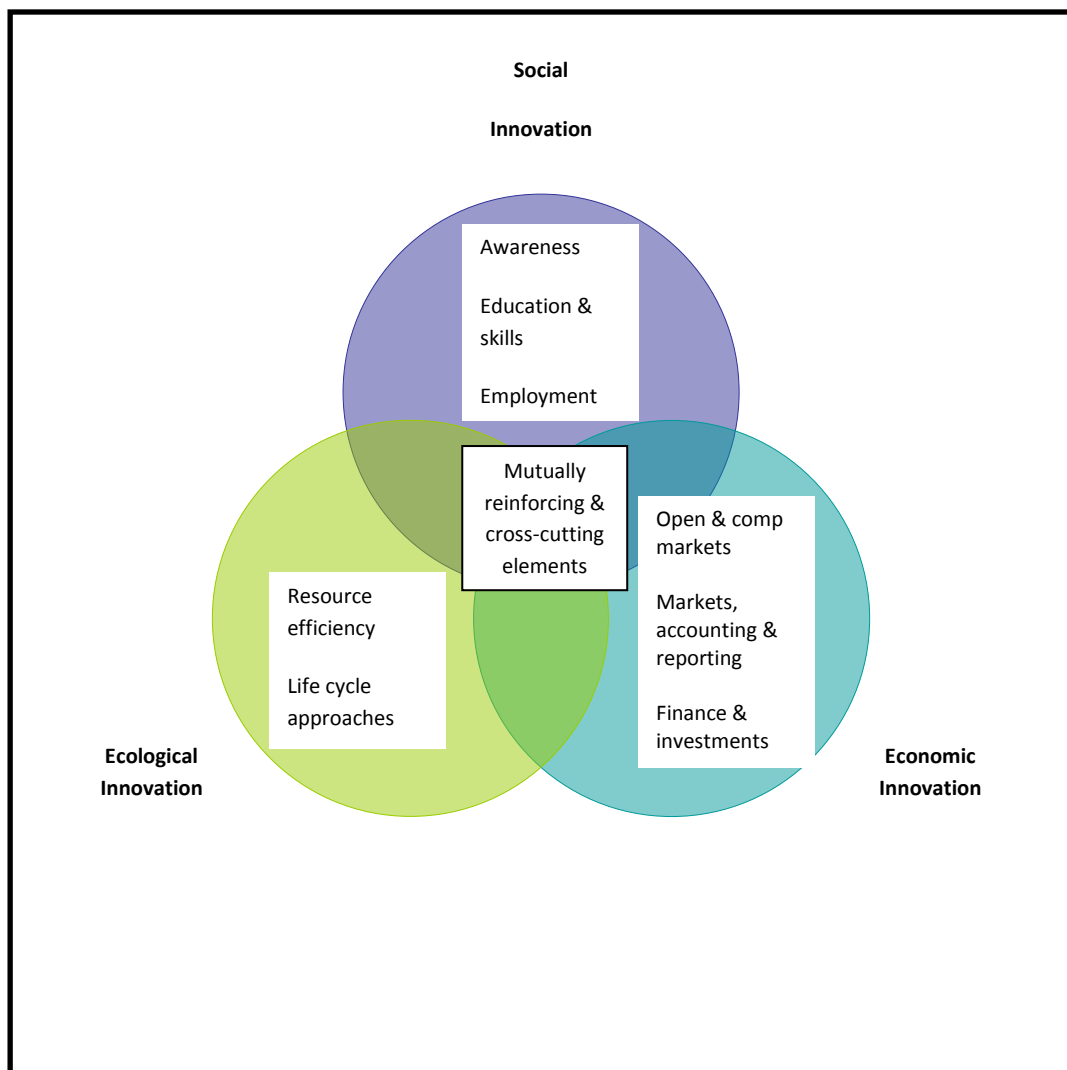 Social
Innovation
Awareness
Education &
skills
Employment
Mutually
reinforcing &
cross-cutting
elements
Open & comp
markets
Markets,
accounting &
reporting
Finance &
investments
Resource
efficiency
Life cycle
approaches
Ecological
Innovation
Economic
Innovation